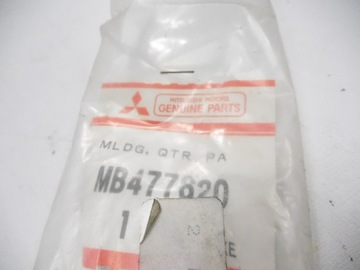 MITSUBISHI MOTORS
GENUINE PARTS
MLDG, QTR PA
MB477820
1